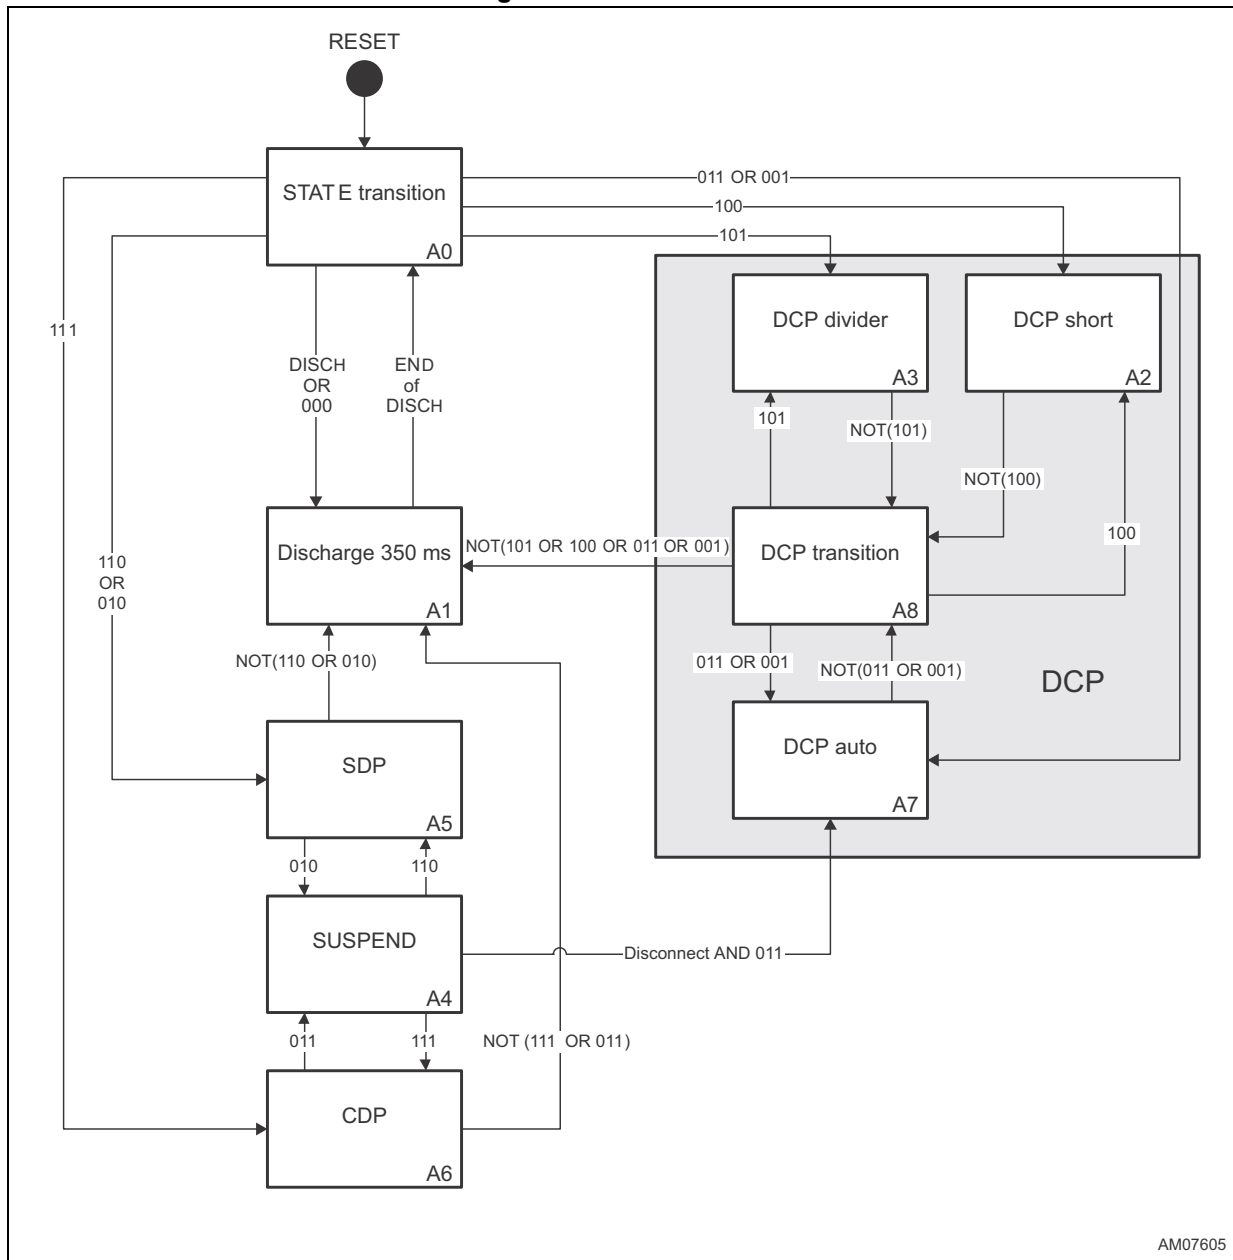 RESET
STATE transition
A0
011 OR 001
100
101
111
DISCH
OR
000
END
of
DISCH
DCP divider
A3
DCP short
A2
101
NOT(101)
NOT(100)
100
110
OR
010
Discharge 350 ms
A1
NOT(101 OR 100 OR 011 OR 001)
DCP transition
A8
NOT(110 OR 010)
011 OR 001
NOT(011 OR 001)
DCP
SDP
A5
DCP auto
A7
010
110
SUSPEND
A4
Disconnect AND 011
011
111
NOT (111 OR 011)
CDP
A6
AM07605